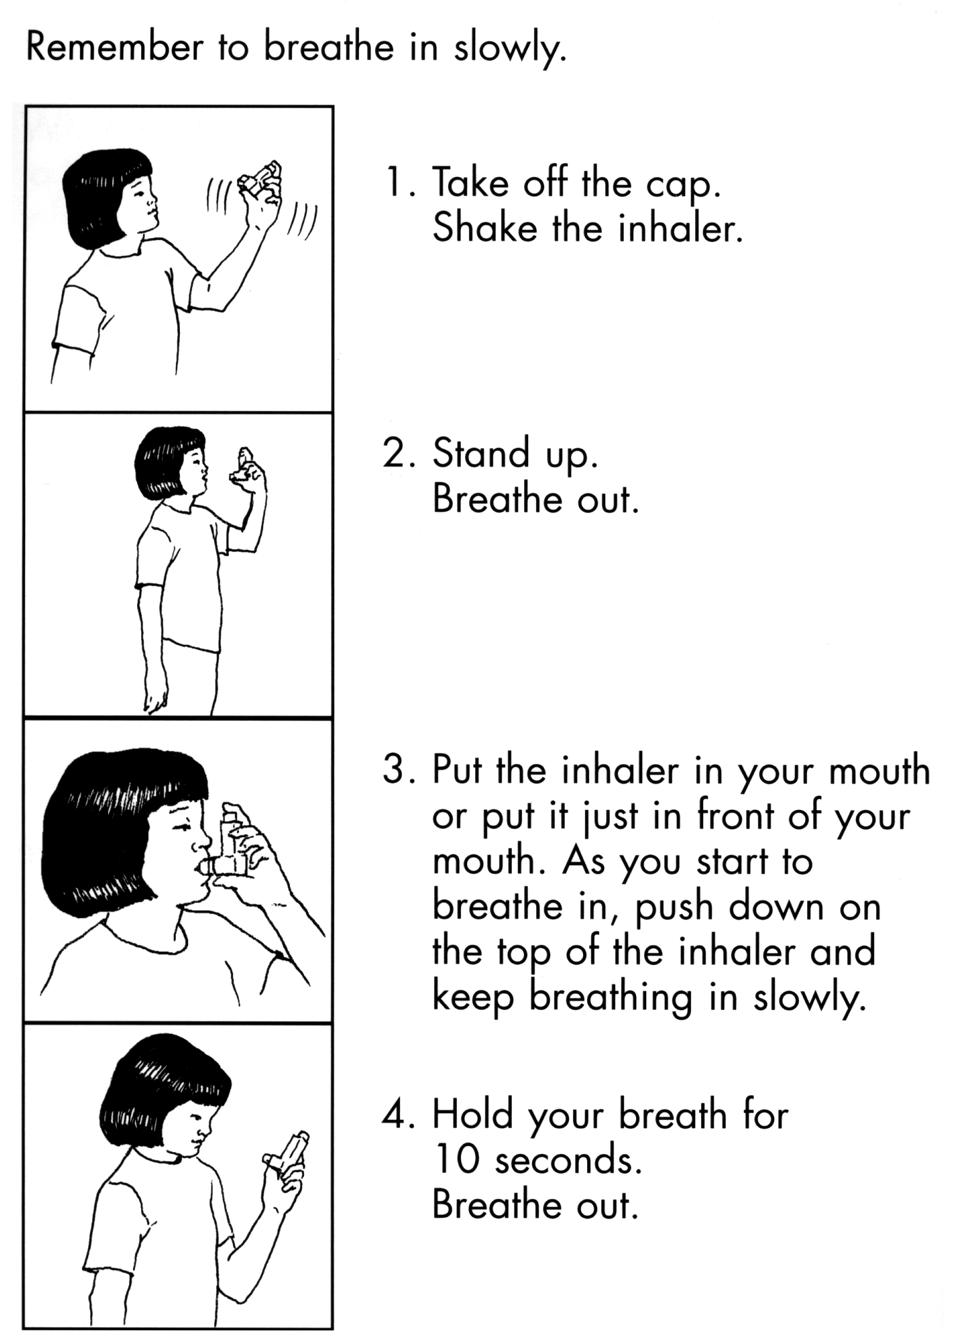 Remember to breathe in slowly.
1. Take off the cap.
Shake the inhaler.
2. Stand up.
Breathe out.
3. Put the inhaler in your mouth
or put it just in front of your
mouth. As you start to
breathe in, push down on
the top of the inhaler and
keep breathing in slowly.
4. Hold your breath for
10 seconds.
Breathe out.